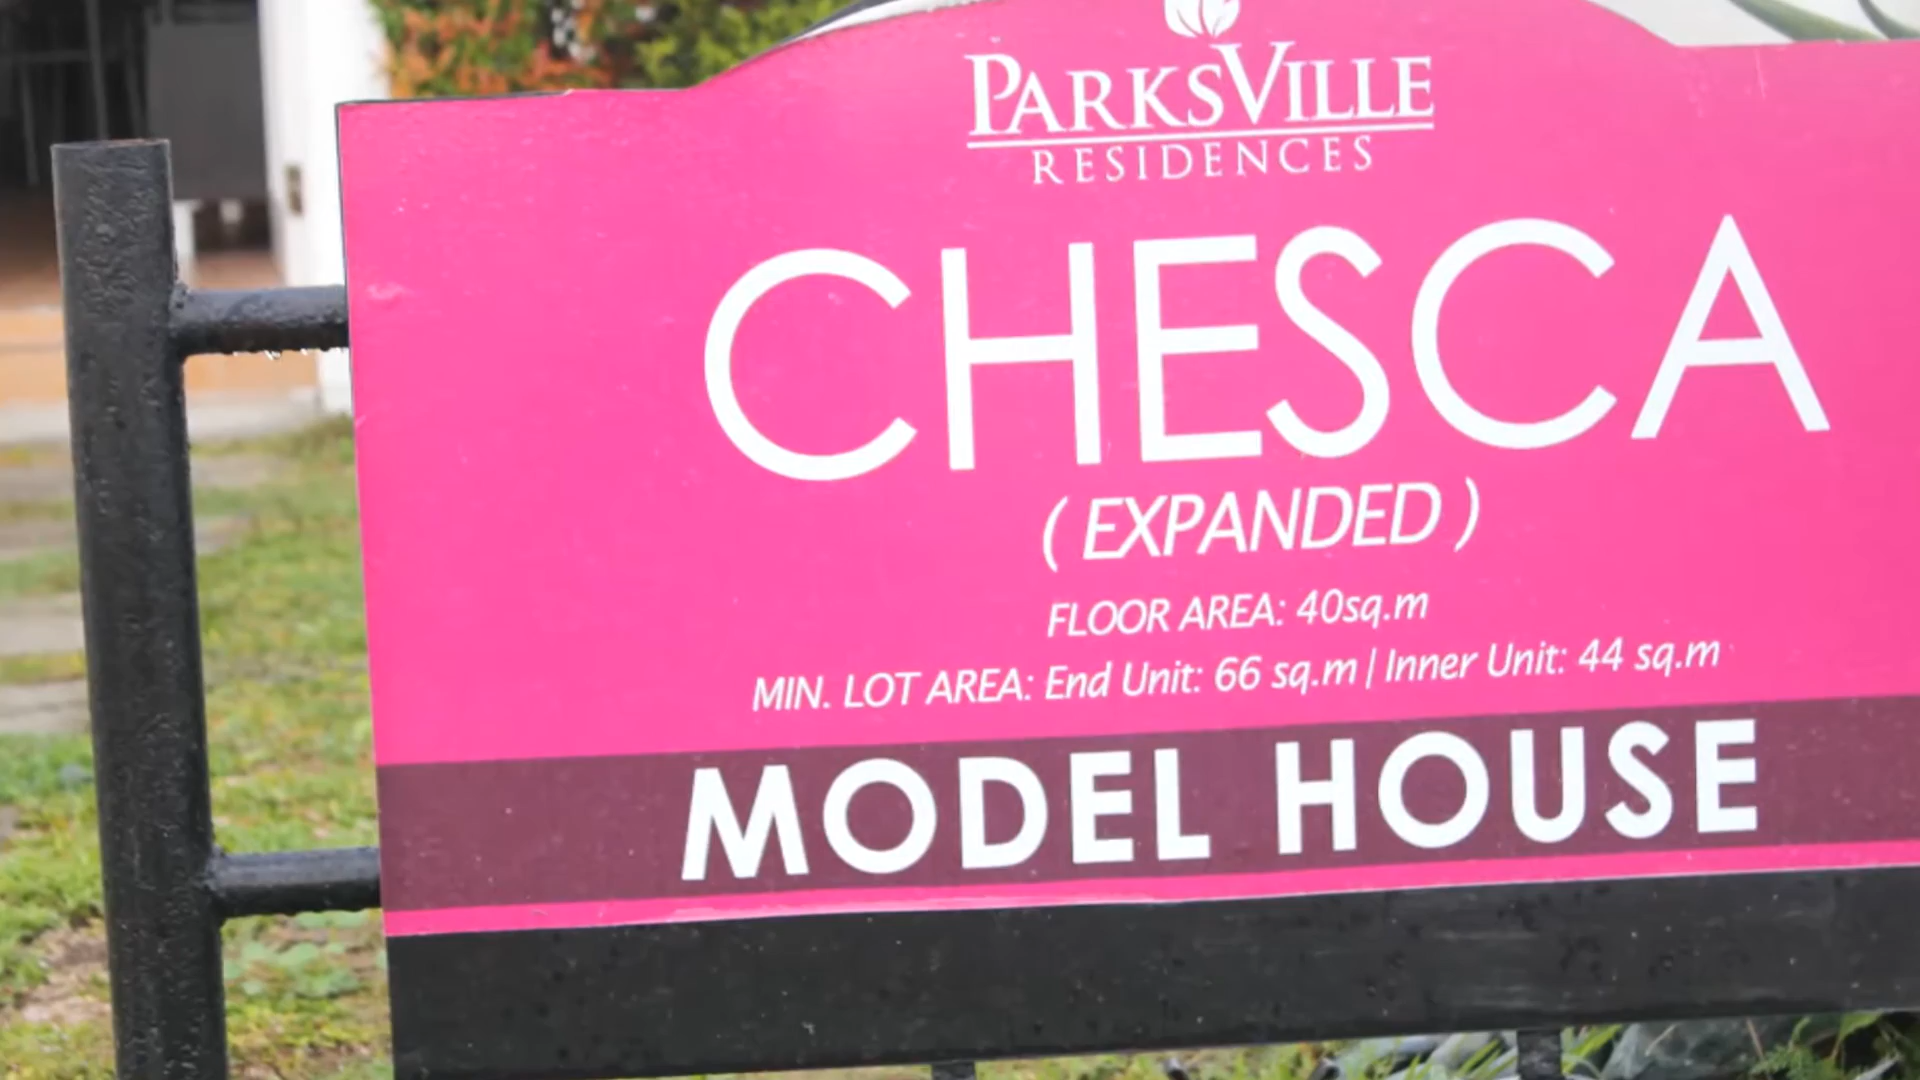 PARKSVILLE
RESIDENCES
CHESCA
( EXPANDED )
FLOOR AREA: 40sq.m
MIN. LOT AREA: End Unit: 66 sq.m | Inner Unit: 44 sq.m
MODEL HOUSE